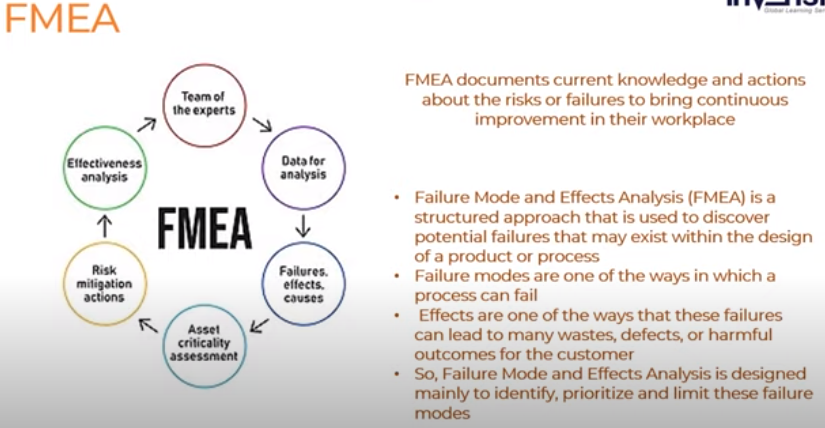 FMEA
Global Learning Ser
FMEA documents current knowledge and actions
about the risks or failures to bring continuous
improvement in their workplace
Team of
the experts
Data for
analysis
Failures,
effects,
causes
Asset
criticality
assessment
Risk
mitigation
actions
Effectiveness
analysis
FMEA
• Failure Mode and Effects Analysis (FMEA) is a
structured approach that is used to discover
potential failures that may exist within the design
of a product or process
• Failure modes are one of the ways in which a
process can fail
• Effects are one of the ways that these failures
can lead to many wastes, defects, or harmful
outcomes for the customer
• So, Failure Mode and Effects Analysis is designed
mainly to identify, prioritize and limit these failure
modes